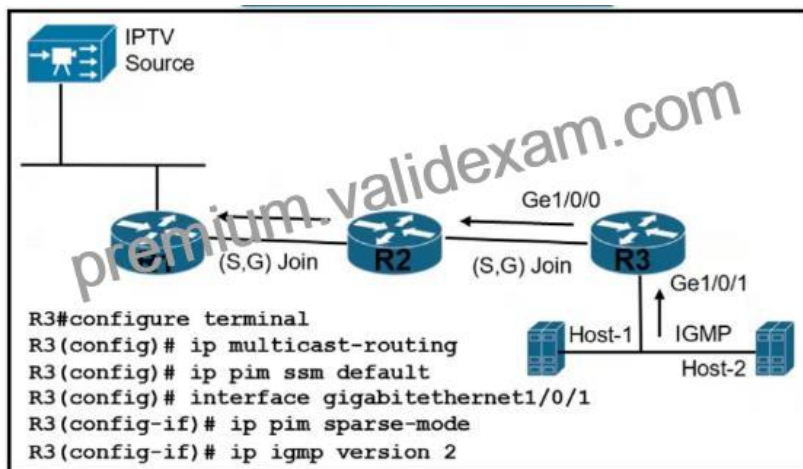 IPTV
Source
Ge1/0/0
R2
R3
(S,G) Join
(S,G) Join
Ge1/0/1
Host-1
IGMP
Host-2
premium.validexam.com
R3#configure terminal
R3(config)# ip multicast-routing
R3(config)# ip pim ssm default
R3(config)# interface gigabitethernet1/0/1
R3(config-if)# ip pim sparse-mode
R3(config-if)# ip igmp version 2